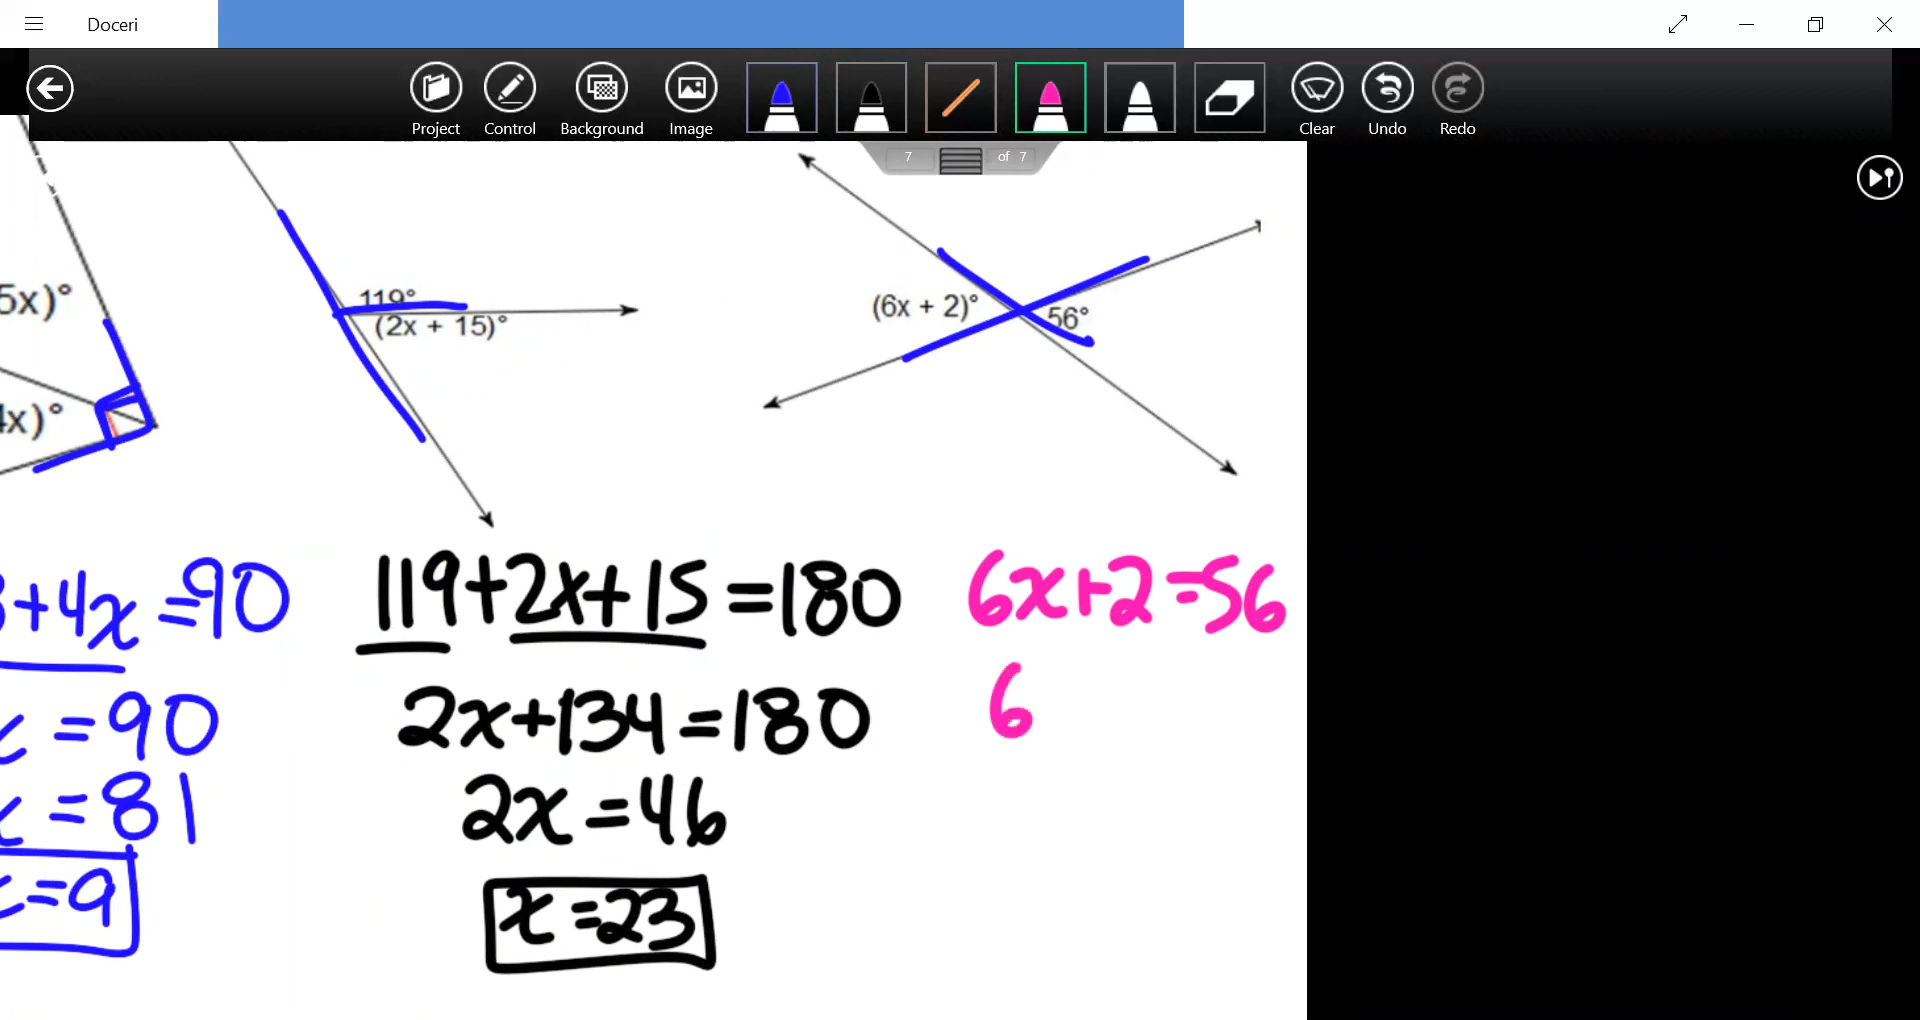 Doceri
Project Control Background Image Clear Undo Redo
7 of 7
5x)°
119°
(2x + 15)°
(6x + 2)°
56°
4x)°
+4x=90
119+2x+15=180
6x+2=56
=90
2x+134=180
6
=81
2x=46
=9
x=23